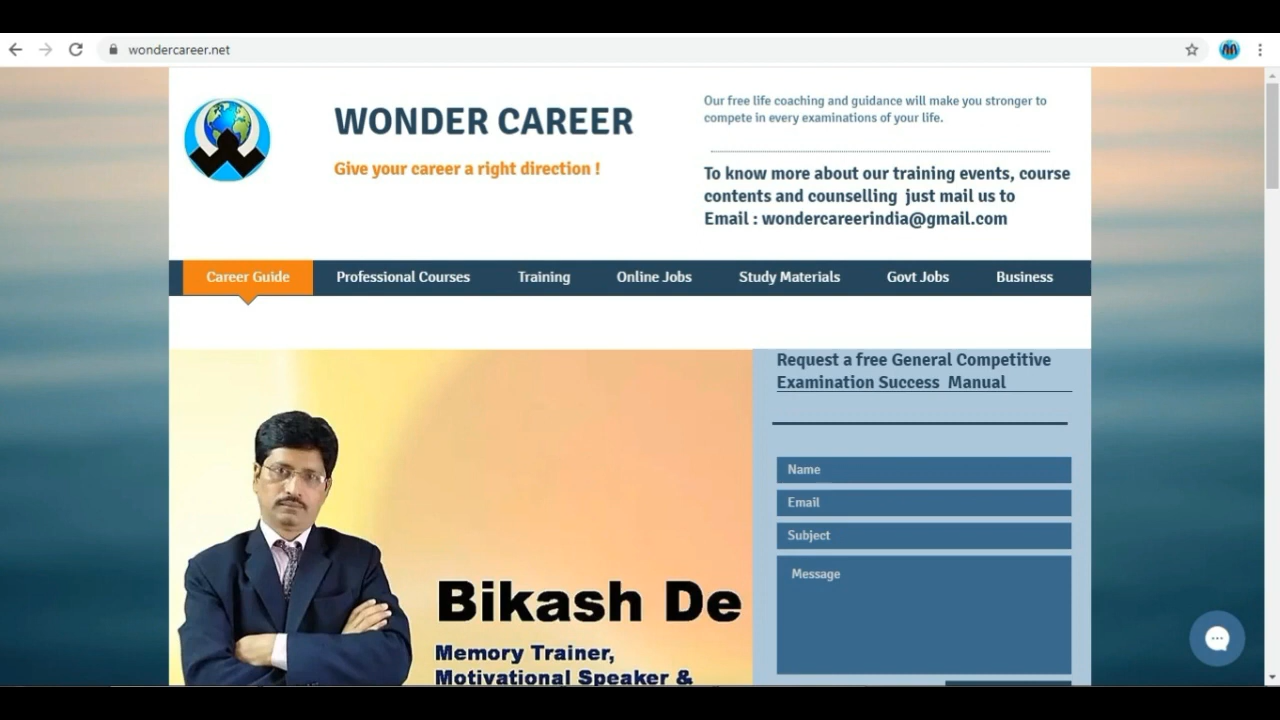 wondercareer.net
WONDER CAREER
Give your career a right direction !
Our free life coaching and guidance will make you stronger to
compete in every examinations of your life.
To know more about our training events, course
contents and counselling just mail us to
Email : wondercareerindia@gmail.com
Career Guide Professional Courses Training Online Jobs Study Materials Govt Jobs Business
Bikash De
Memory Trainer,
Motivational Speaker &
Request a free General Competitive
Examination Success Manual
Name
Email
Subject
Message